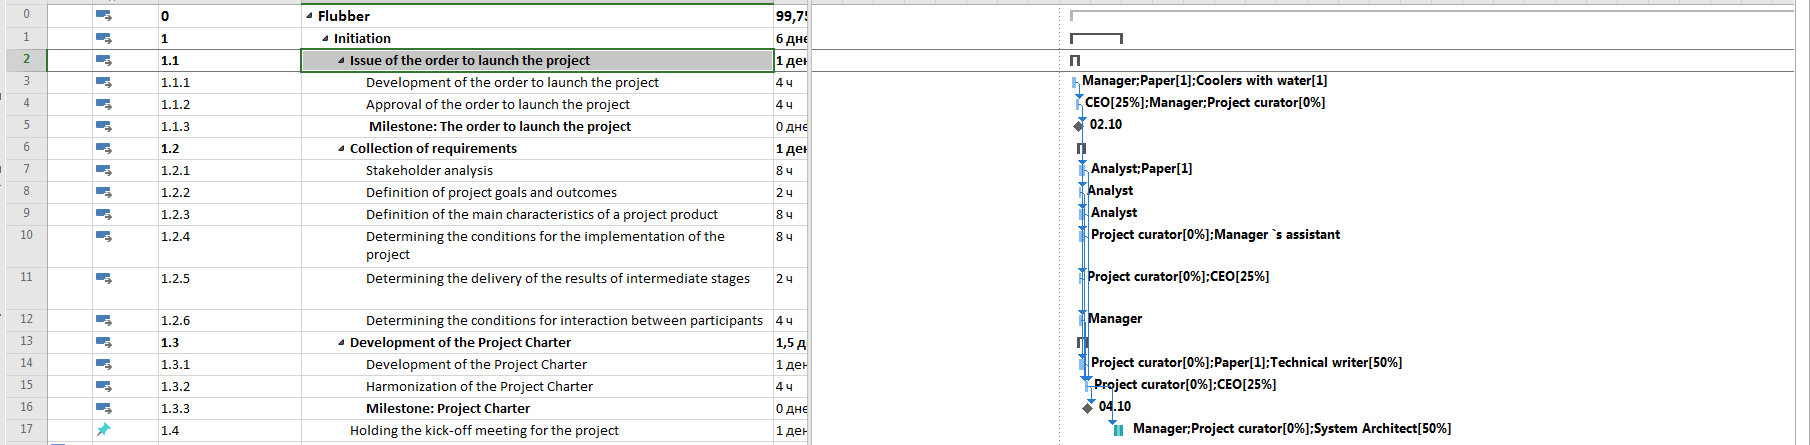 0 0 Flubber 99,75
1 1 Initiation 6 дне
2 1.1 Issue of the order to launch the project 1 ден
3 1.1.1 Development of the order to launch the project 4 ч Manager;Paper[1];Coolers with water[1]
4 1.1.2 Approval of the order to launch the project 4 ч CEO[25%];Manager;Project curator[0%]
5 1.1.3 Milestone: The order to launch the project 0 дне 02.10
6 1.2 Collection of requirements 1 ден
7 1.2.1 Stakeholder analysis 8 ч Analyst;Paper[1]
8 1.2.2 Definition of project goals and outcomes 2 ч Analyst
9 1.2.3 Definition of the main characteristics of a project product 8 ч Analyst
10 1.2.4 Determining the conditions for the implementation of the 8 ч Project curator[0%];Manager `s assistant
project
11 1.2.5 Determining the delivery of the results of intermediate stages 2 ч Project curator[0%];CEO[25%]
12 1.2.6 Determining the conditions for interaction between participants 4 ч Manager
13 1.3 Development of the Project Charter 1,5 д
14 1.3.1 Development of the Project Charter 1 ден Project curator[0%];Paper[1];Technical writer[50%]
15 1.3.2 Harmonization of the Project Charter 4 ч Project curator[0%];CEO[25%]
16 1.3.3 Milestone: Project Charter 0 дне 04.10
17 1.4 Holding the kick-off meeting for the project 1 ден Manager;Project curator[0%];System Architect[50%]